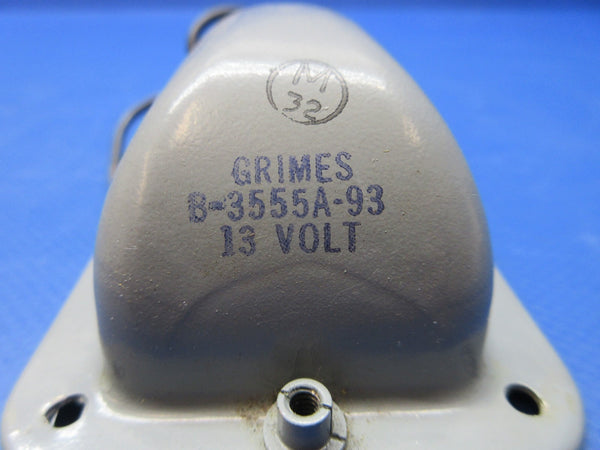 M
32
GRIMES
B-3555A-93
13 VOLT